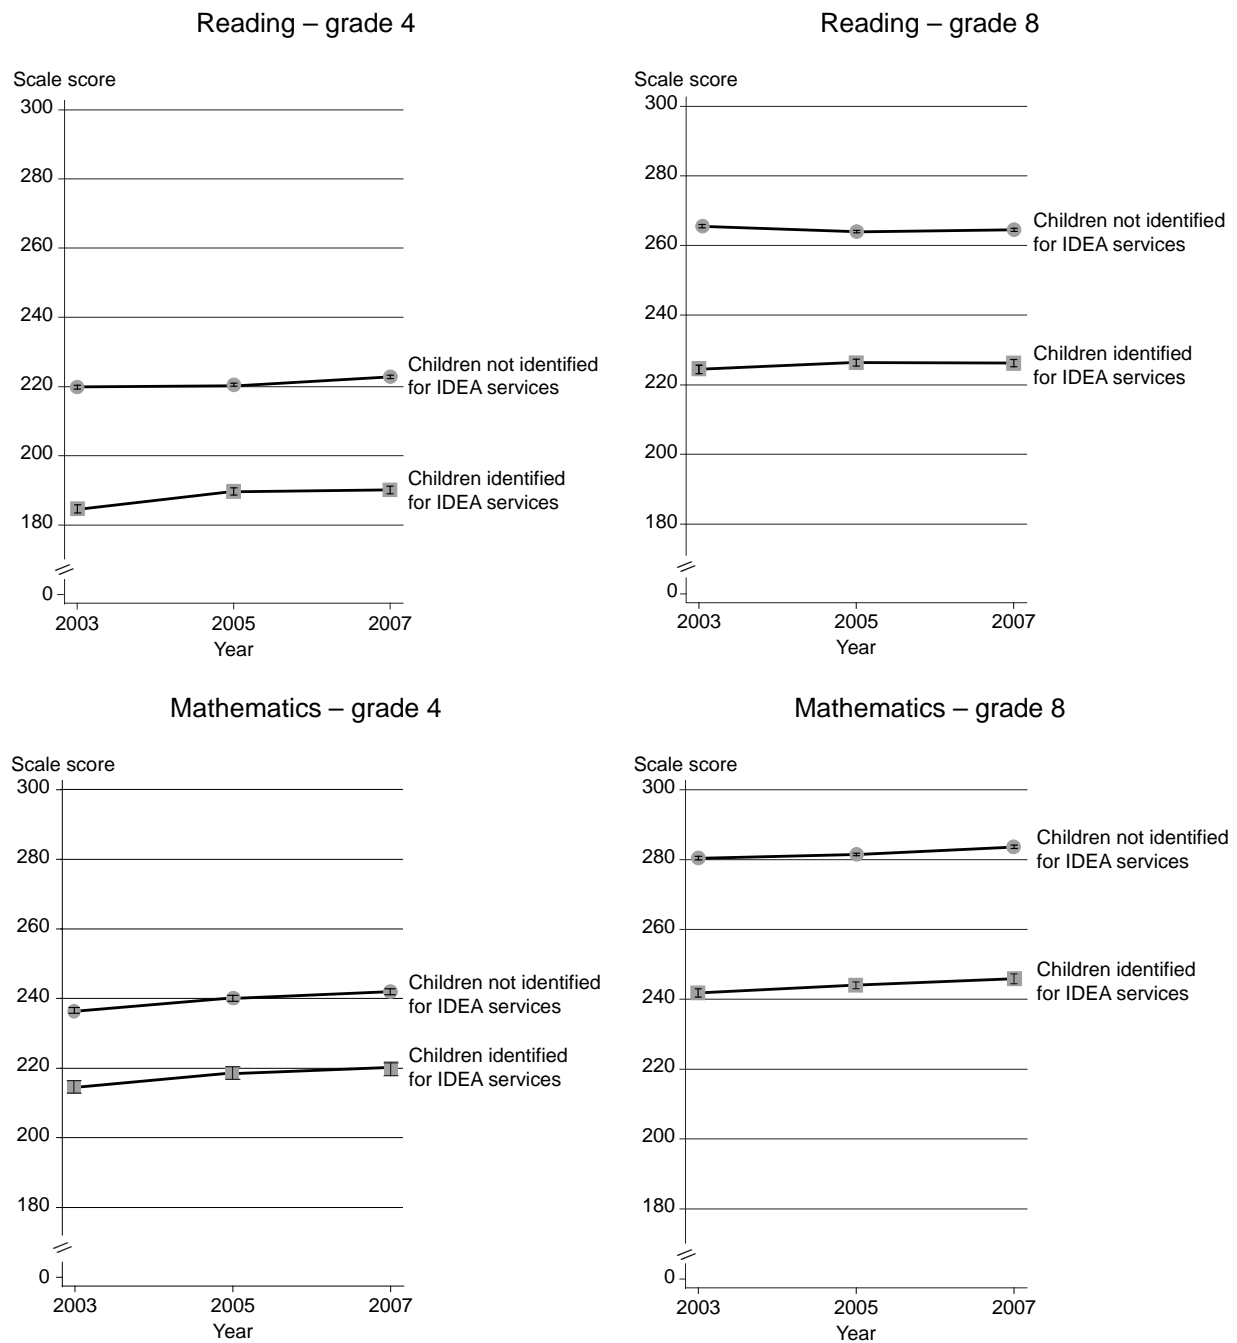 Reading – grade 4
Scale score
300
280
260
240
220
200
180
0
Children not identified
for IDEA services
Children identified
for IDEA services
2003 2005 2007
Year
Reading – grade 8
Scale score
300
280
260
240
220
200
180
0
Children not identified
for IDEA services
Children identified
for IDEA services
2003 2005 2007
Year
Mathematics – grade 4
Scale score
300
280
260
240
220
200
180
0
Children not identified
for IDEA services
Children identified
for IDEA services
2003 2005 2007
Year
Mathematics – grade 8
Scale score
300
280
260
240
220
200
180
0
Children not identified
for IDEA services
Children identified
for IDEA services
2003 2005 2007
Year